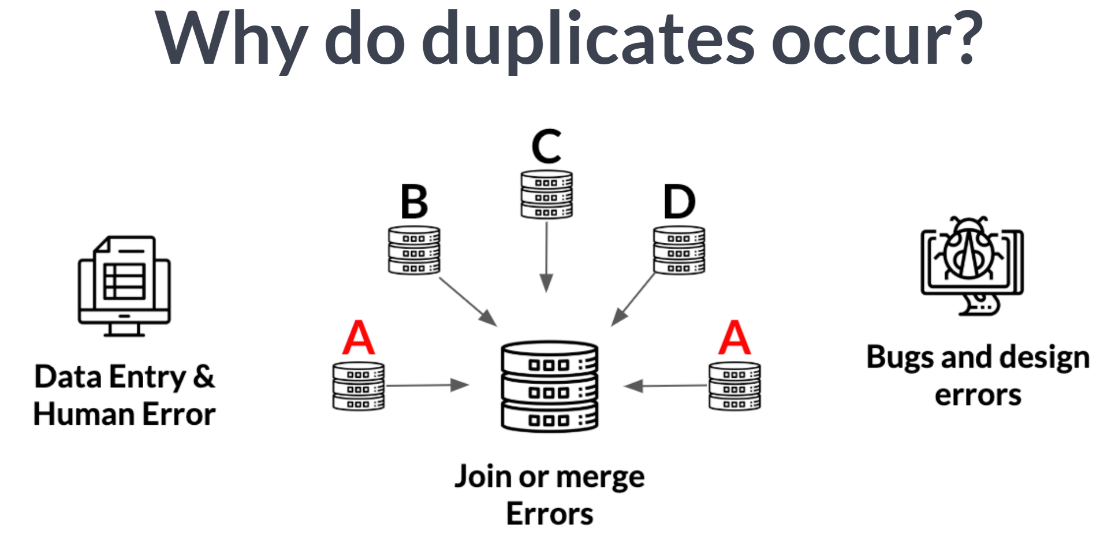 Why do duplicates occur?
C
B
D
A
A
Data Entry &
Human Error
Join or merge
Errors
Bugs and design
errors